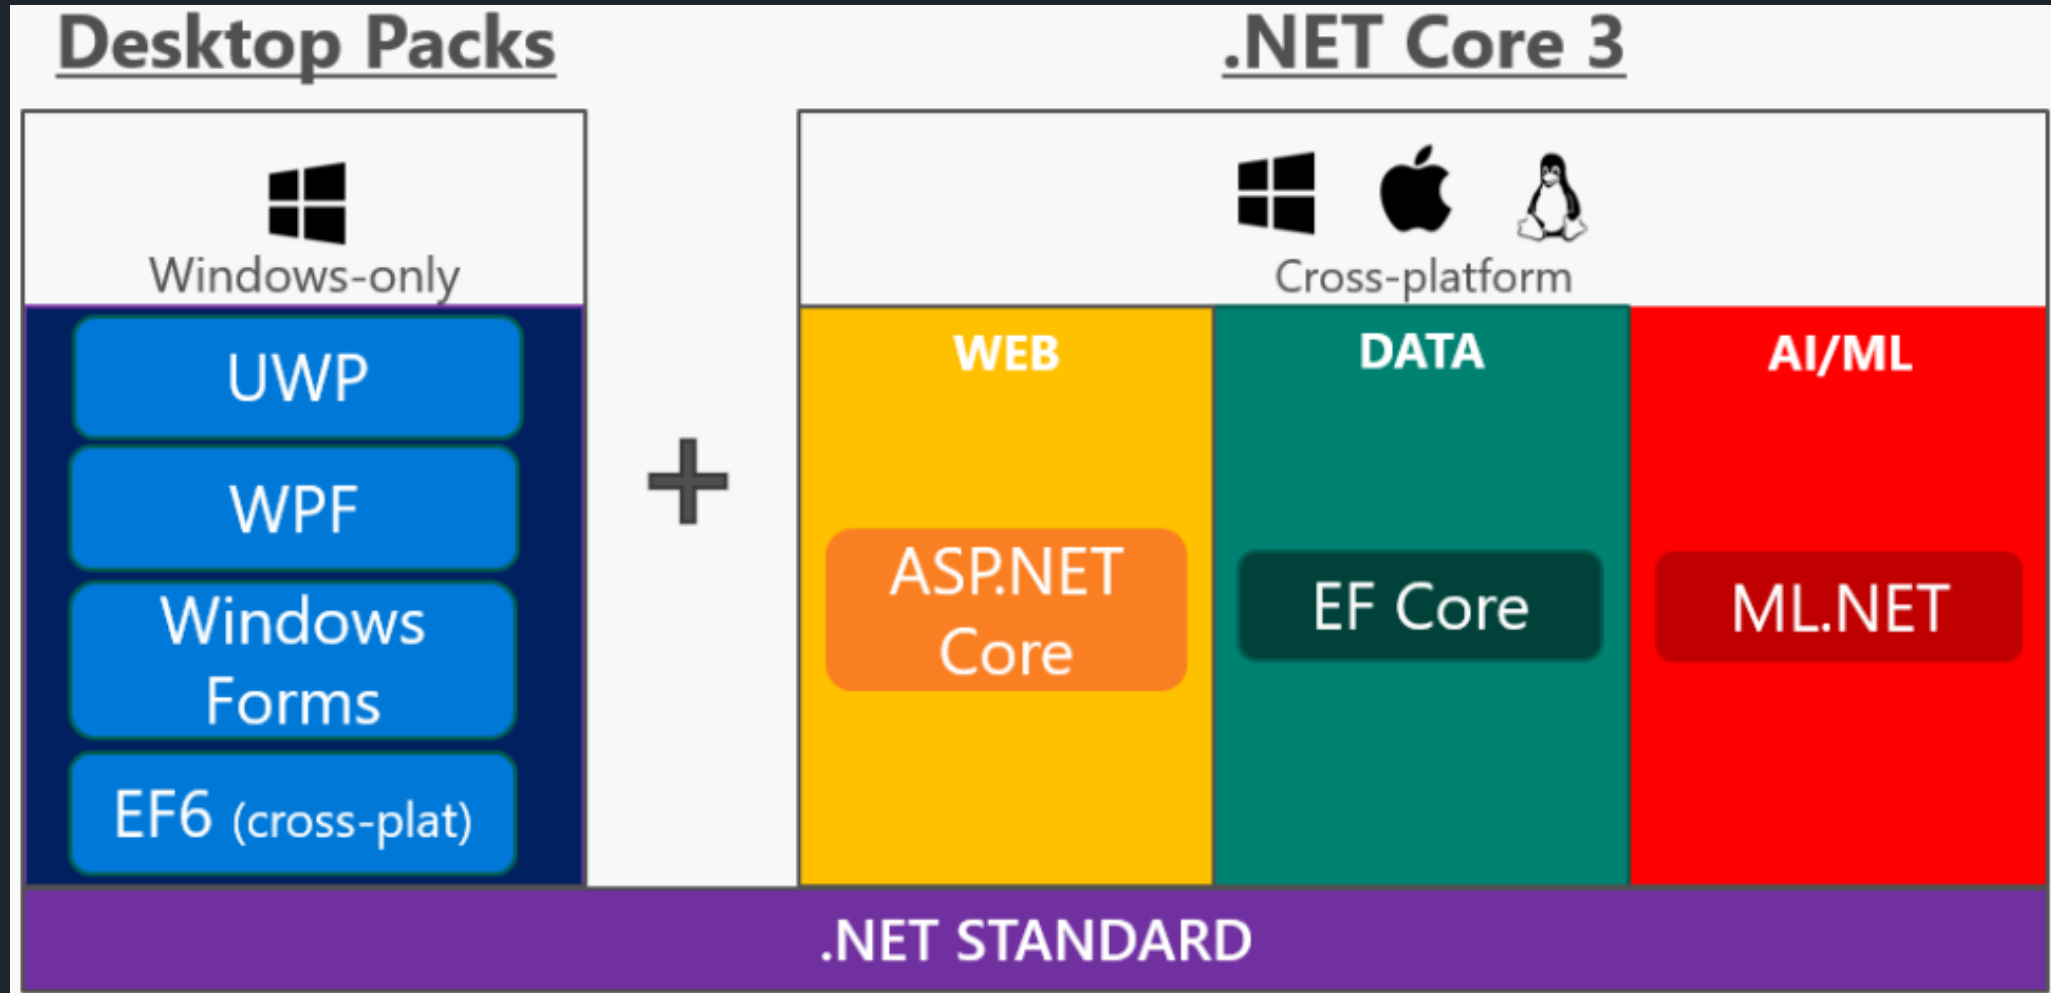 Desktop Packs
.NET Core 3
Windows-only
Cross-platform
UWP
WPF
Windows
Forms
EF6 (cross-plat)
+
WEB
ASP.NET
Core
DATA
EF Core
AI/ML
ML.NET
.NET STANDARD